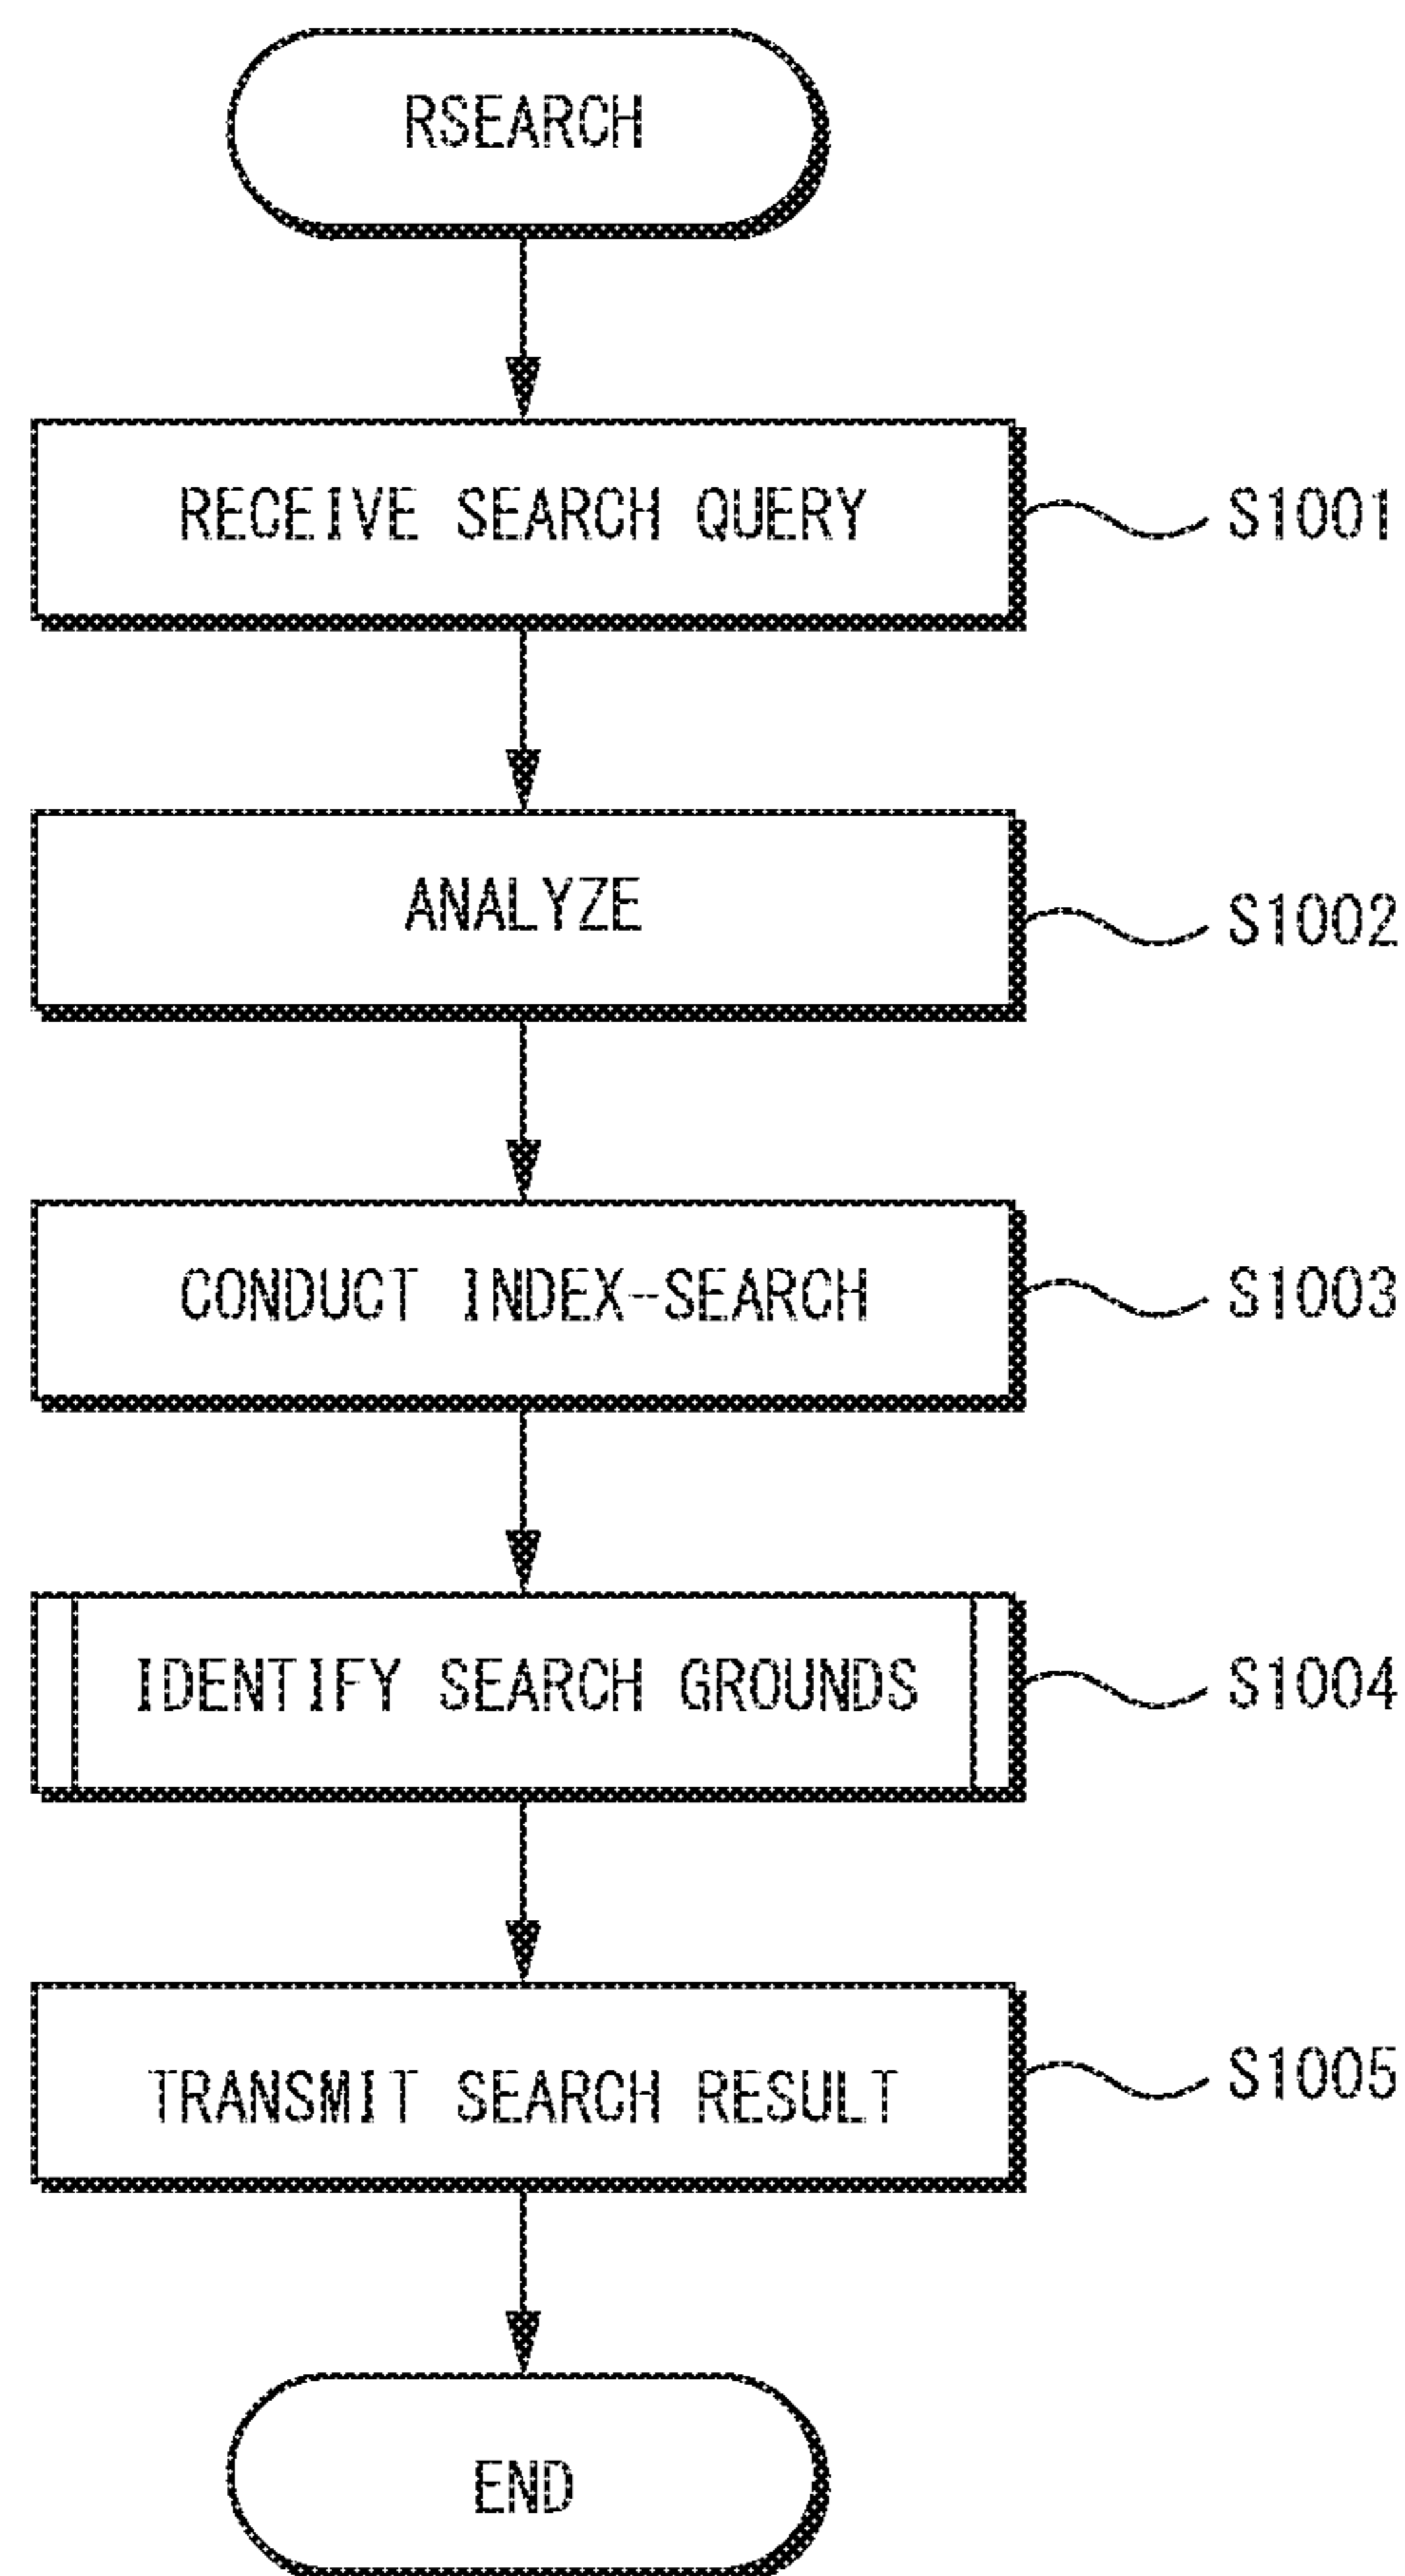 RSEARCH
RECEIVE SEARCH QUERY
S1001
ANALYZE
S1002
CONDUCT INDEX-SEARCH
S1003
IDENTIFY SEARCH GROUNDS
S1004
TRANSMIT SEARCH RESULT
S1005
END